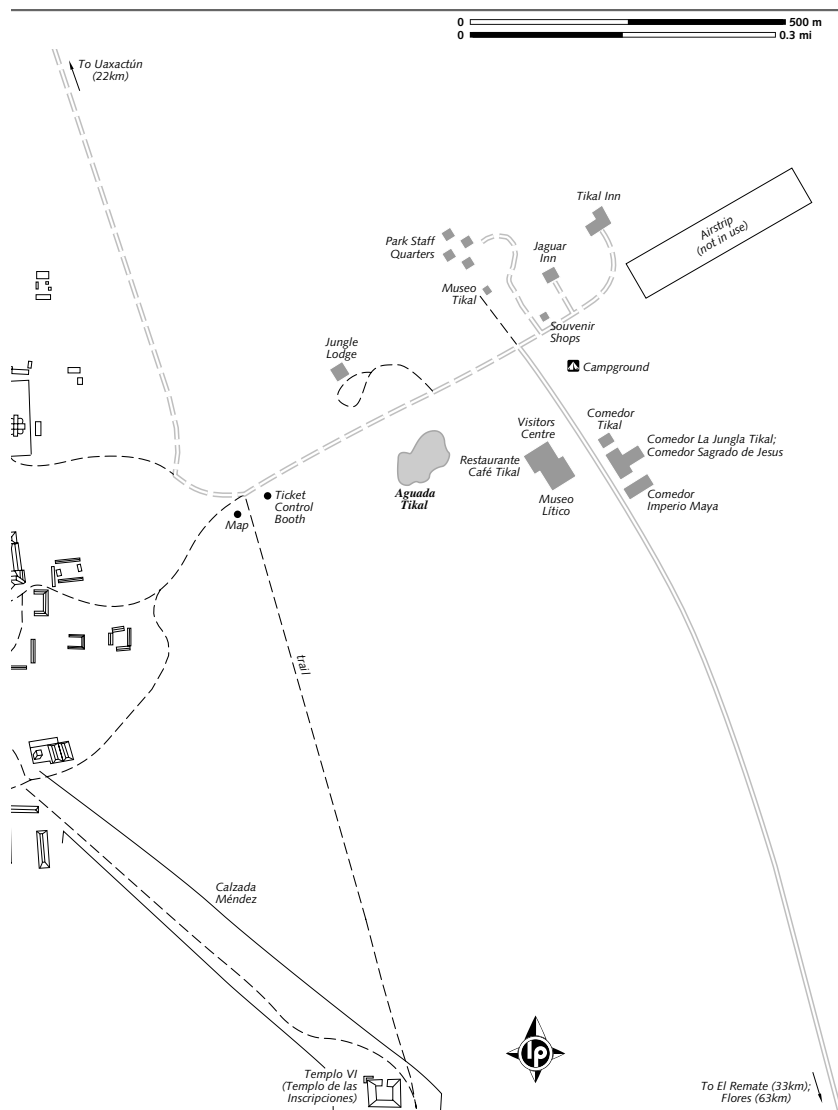 0 500 m
0 0.3 mi
To Uaxactún
(22km)
Tikal Inn
Airstrip
(not in use)
Park Staff
Quarters
Jaguar
Inn
Museo
Tikal
Souvenir
Shops
Jungle
Lodge
Campground
Comedor
Tikal
Visitors
Centre
Comedor La Jungla Tikal;
Comedor Sagrado de Jesus
Restaurante
Café Tikal
Aguada
Tikal
Museo
Lítico
Comedor
Imperio Maya
Ticket
Control
Booth
Map
trail
Calzada
Méndez
lp
Templo VI
(Templo de las
Inscripciones)
To El Remate (33km);
Flores (63km)